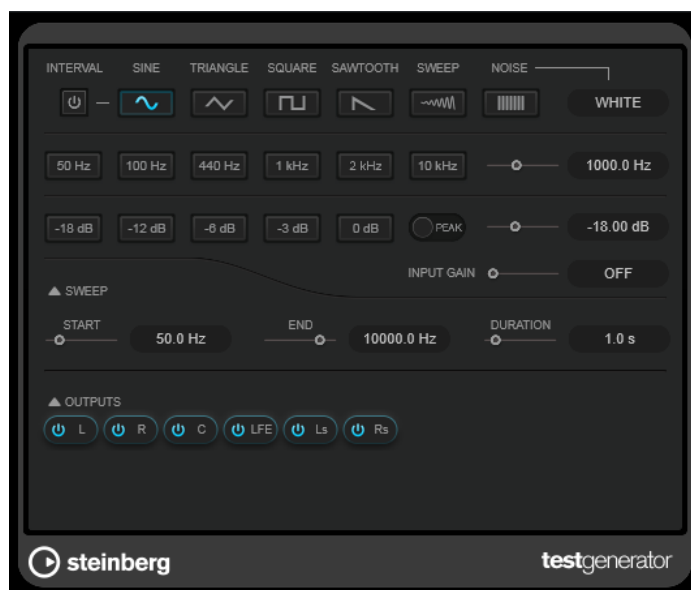 INTERVAL SINE TRIANGLE SQUARE SAWTOOTH SWEEP NOISE
WHITE
50 Hz 100 Hz 440 Hz 1 kHz 2 kHz 10 kHz 1000.0 Hz
-18 dB -12 dB -6 dB -3 dB 0 dB PEAK -18.00 dB
INPUT GAIN OFF
SWEEP
START 50.0 Hz END 10000.0 Hz DURATION 1.0 s
OUTPUTS
L R C LFE Ls Rs
steinberg testgenerator